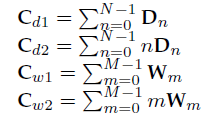 C_{d1} = ∑_{n=0}^{N−1} D_n
C_{d2} = ∑_{n=0}^{N−1} nD_n
C_{w1} = ∑_{m=0}^{M−1} W_m
C_{w2} = ∑_{m=0}^{M−1} mW_m